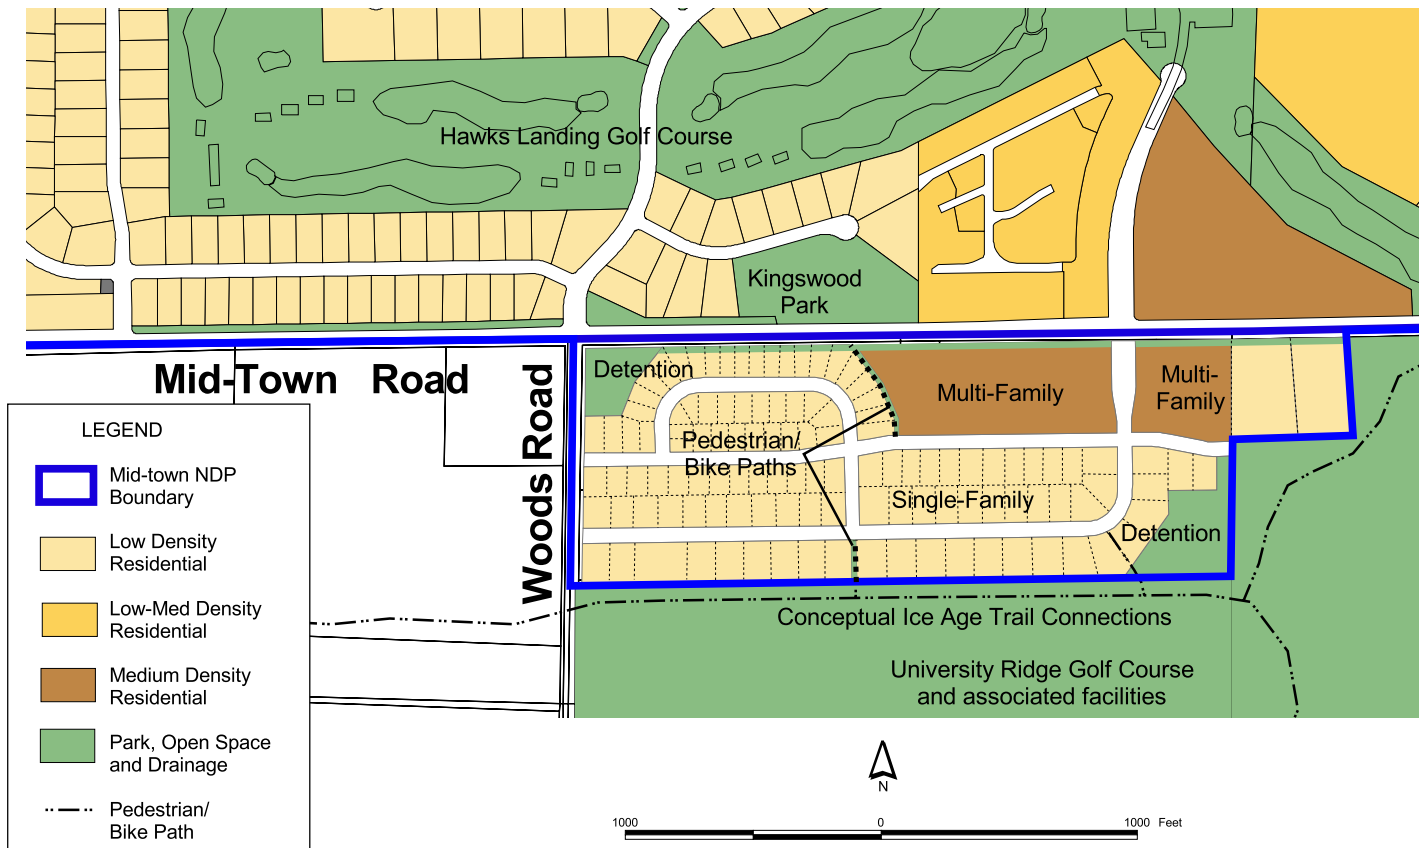 Hawks Landing Golf Course
Kingswood
Park
Mid-Town Road
Woods Road
Detention
Multi-Family
Multi-
Family
Pedestrian/
Bike Paths
Single-Family
Detention
Conceptual Ice Age Trail Connections
University Ridge Golf Course
and associated facilities
LEGEND
Mid-town NDP
Boundary
Low Density
Residential
Low-Med Density
Residential
Medium Density
Residential
Park, Open Space
and Drainage
Pedestrian/
Bike Path
N
1000 0 1000 Feet